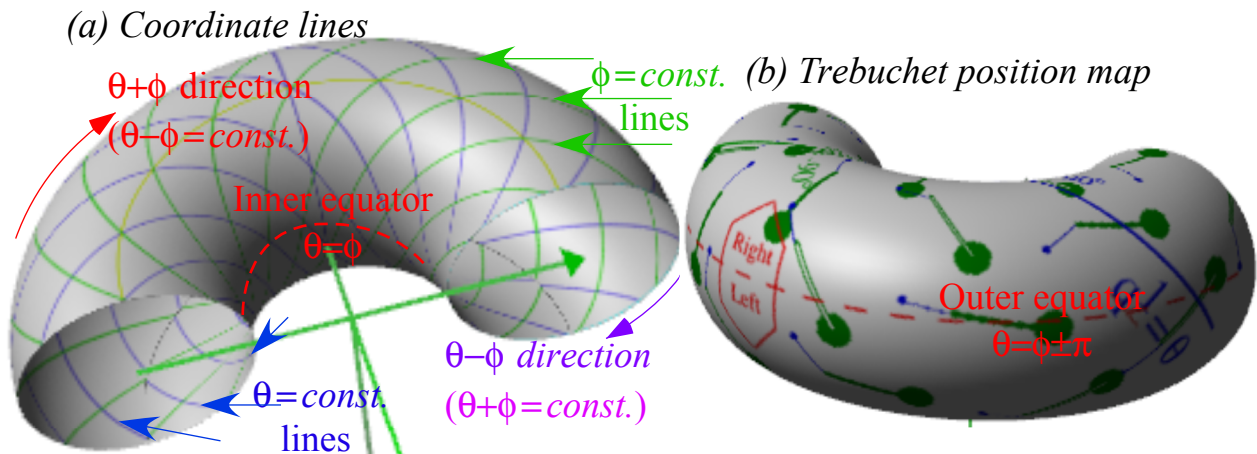 (a) Coordinate lines
θ+ϕ direction
(θ−ϕ=const.)
ϕ=const.
lines
Inner equator
θ=ϕ
θ=const.
lines
θ−ϕ direction
(θ+ϕ=const.)
(b) Trebuchet position map
Right
Left
Outer equator
θ=ϕ±π